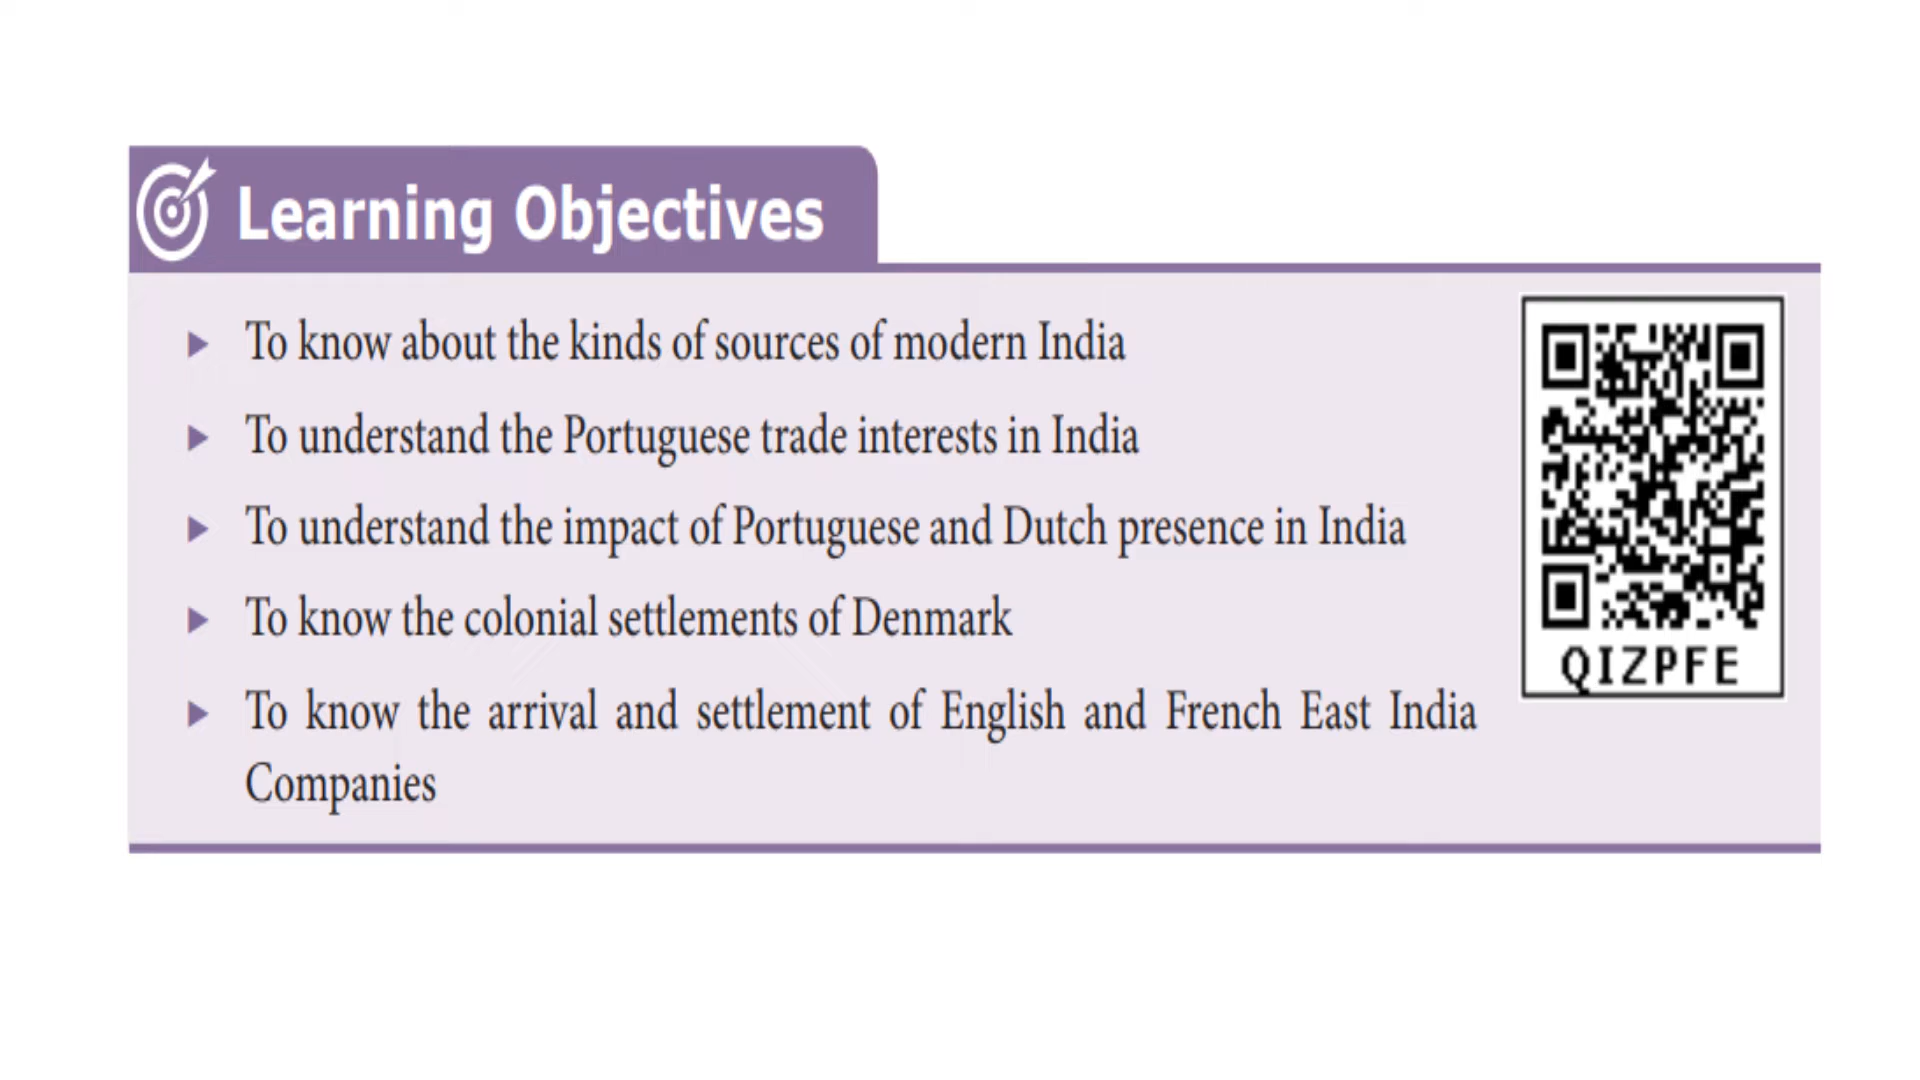 Learning Objectives
To know about the kinds of sources of modern India
To understand the Portuguese trade interests in India
To understand the impact of Portuguese and Dutch presence in India
To know the colonial settlements of Denmark
QIZPFE
To know the arrival and settlement of English and French East India
Companies